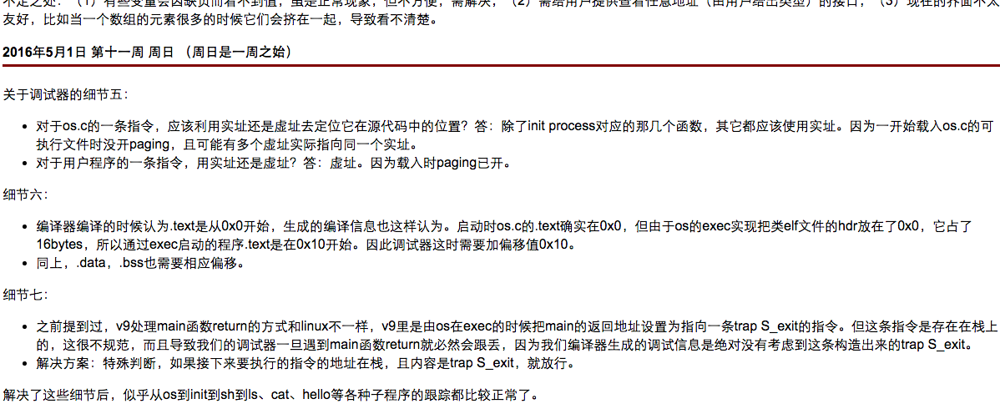 不足之处：（1）有些变量会因缺页而看不到值，虽是正常现象，但不方便，需解决，（2）需给用户提供查看任意地址（由用户给出类型）的接口，（3）现在的界面不太
友好，比如当一个数组的元素很多的时候它们会挤在一起，导致看不清楚。
2016年5月1日 第十一周 周日 （周日是一周之始）
关于调试器的细节五：
• 对于os.c的一条指令，应该利用实址还是虚址去定位它在源代码中的位置？答：除了init process对应的那几个函数，其它都应该使用实址。因为一开始载入os.c的可
执行文件时没开paging，且可能有多个虚址实际指向同一个实址。
• 对于用户程序的一条指令，用实址还是虚址？答：虚址。因为载入时paging已开。
细节六：
• 编译器编译的时候认为.text是从0x0开始，生成的编译信息也这样认为。启动时os.c的.text确实在0x0，但由于os的exec实现把类elf文件的hdr放在了0x0，它占了
16bytes，所以通过exec启动的程序.text是在0x10开始。因此调试器这时需要加偏移值0x10。
• 同上，.data，.bss也需要相应偏移。
细节七：
• 之前提到过，v9处理main函数return的方式和linux不一样，v9里是由os在exec的时候把main的返回地址设置为指向一条trap S_exit的指令。但这条指令是存在在栈上
的，这很不规范，而且导致我们的调试器一旦遇到main函数return就必然会跟丢，因为我们编译器生成的调试信息是绝对没有考虑到这条构造出来的trap S_exit。
• 解决方案：特殊判断，如果接下来要执行的指令的地址在栈，且内容是trap S_exit，就放行。
解决了这些细节后，似乎从os到init到sh到ls、cat、hello等各种子程序的跟踪都比较正常了。